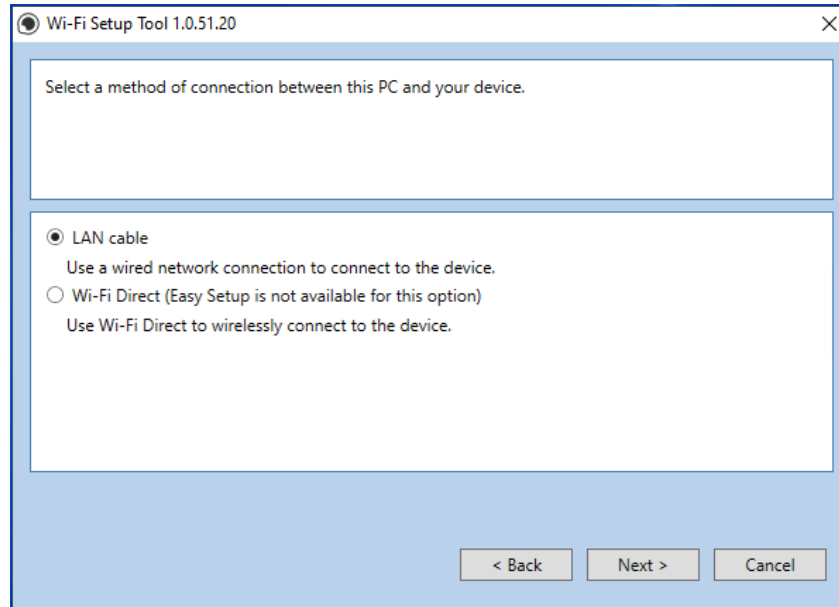 Wi-Fi Setup Tool 1.0.51.20
Select a method of connection between this PC and your device.
LAN cable
Use a wired network connection to connect to the device.
Wi-Fi Direct (Easy Setup is not available for this option)
Use Wi-Fi Direct to wirelessly connect to the device.
< Back Next > Cancel